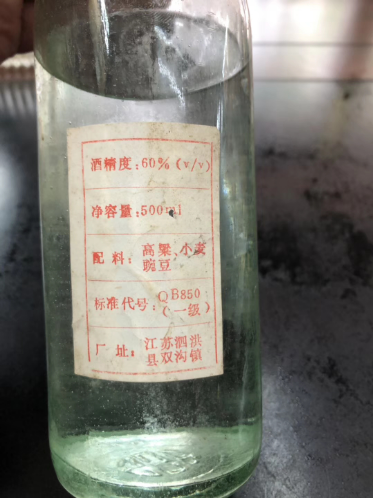 酒精度:60%(v/v)
净容量:500ml
配料:高粱、小麦
豌豆
标准代号:QB850
(一级)
厂址:江苏泗洪
县双沟镇